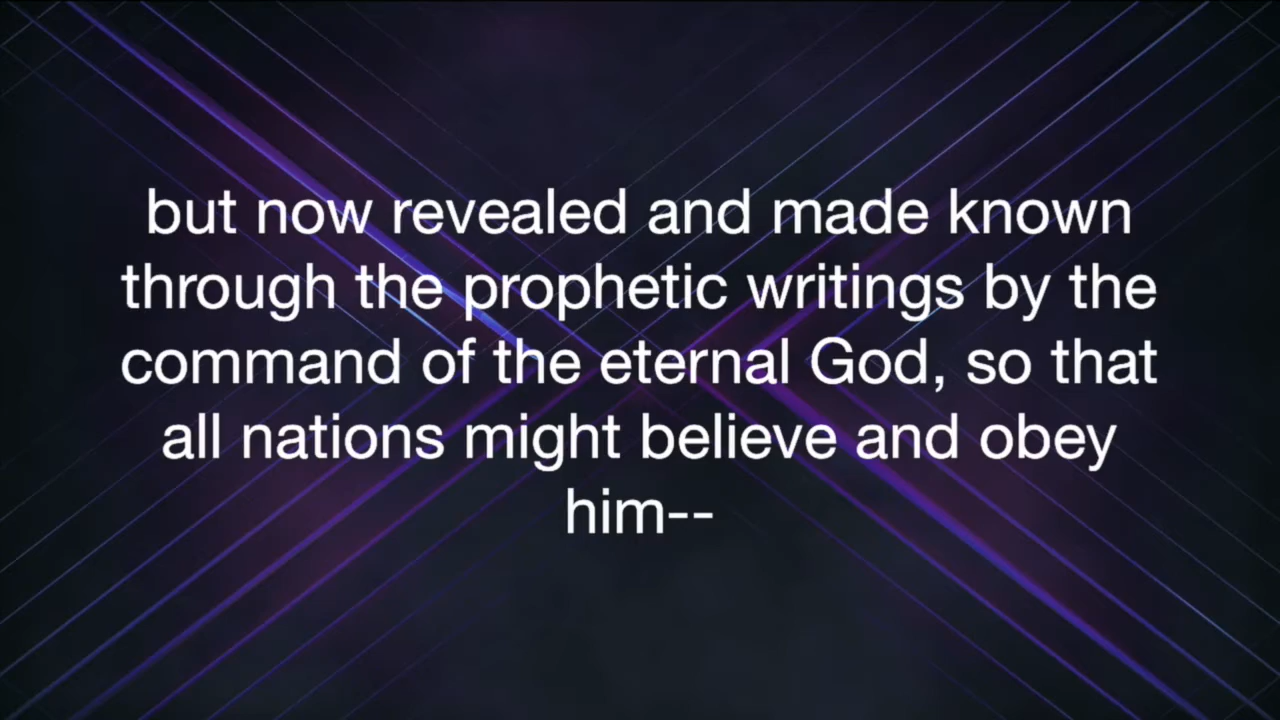 but now revealed and made known
through the prophetic writings by the
command of the eternal God, so that
all nations might believe and obey
him--